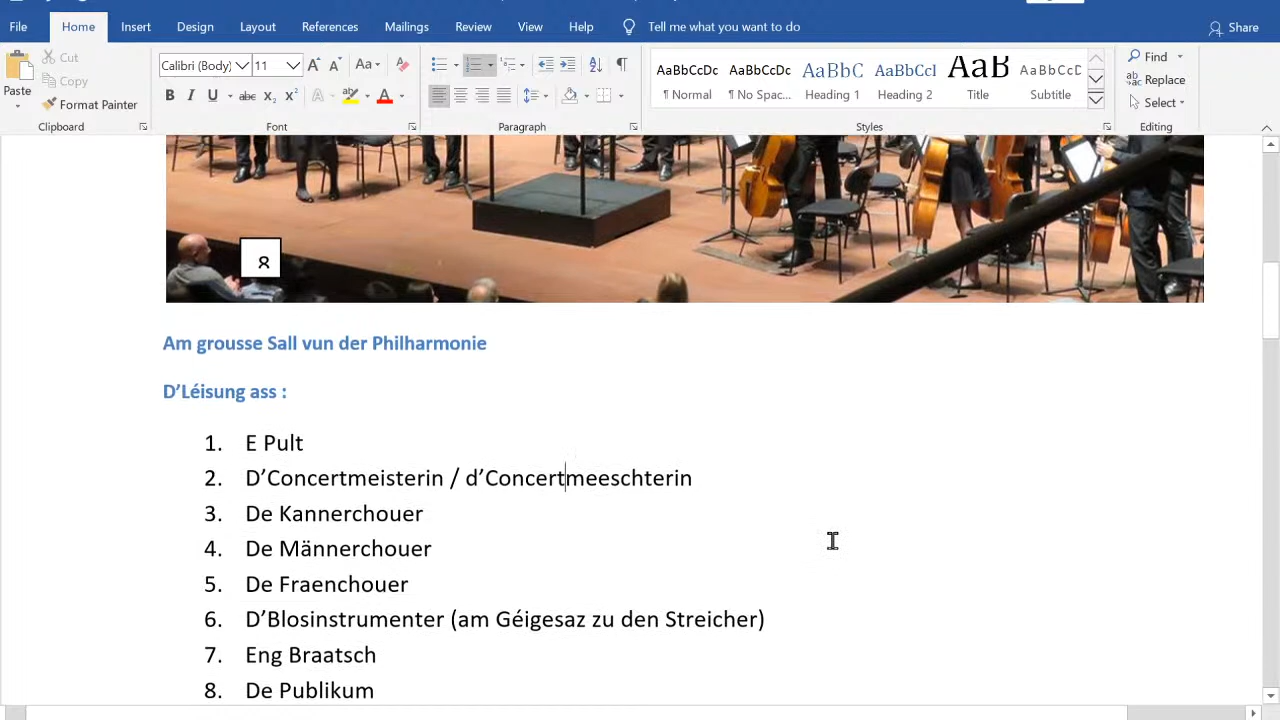 File Home Insert Design Layout References Mailings Review View Help Tell me what you want to do Share
Cut
Copy
Format Painter
Paste
Calibri (Body) 11
Aa
B I U abc x₂ x² A A
AaBbCcDc AaBbCcDc AaBbC AaBbCcI AaB AaBbCcD
¶ Normal ¶ No Spac... Heading 1 Heading 2 Title Subtitle
Find
Replace
Select
Clipboard Font Paragraph Styles Editing
8
Am grousse Sall vun der Philharmonie
D’Léisung ass :
1. E Pult
2. D’Concertmeisterin / d’Concertmeeschterin
3. De Kannerchouer
4. De Männerchouer
5. De Fraenchouer
6. D’Blosinstrumenter (am Géigesaz zu den Streicher)
7. Eng Braatsch
8. De Publikum